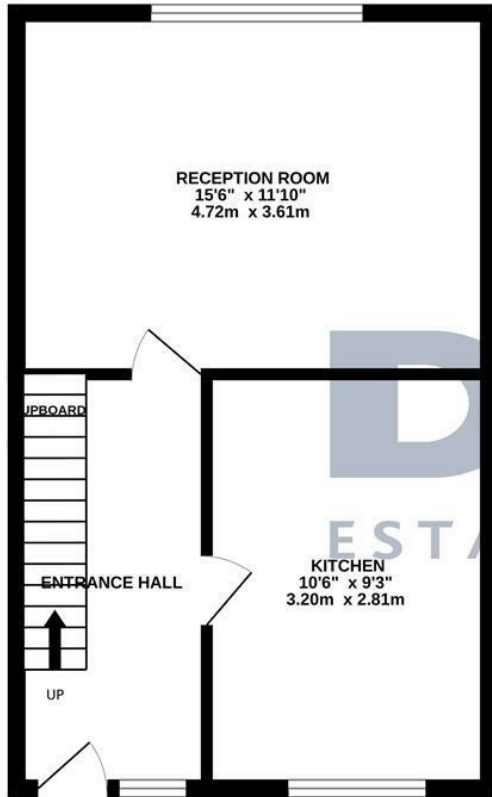 RECEPTION ROOM
15'6" x 11'10"
4.72m x 3.61m
UPBOARD
ENTRANCE HALL
KITCHEN
10'6" x 9'3"
3.20m x 2.81m
UP
D
ESTA